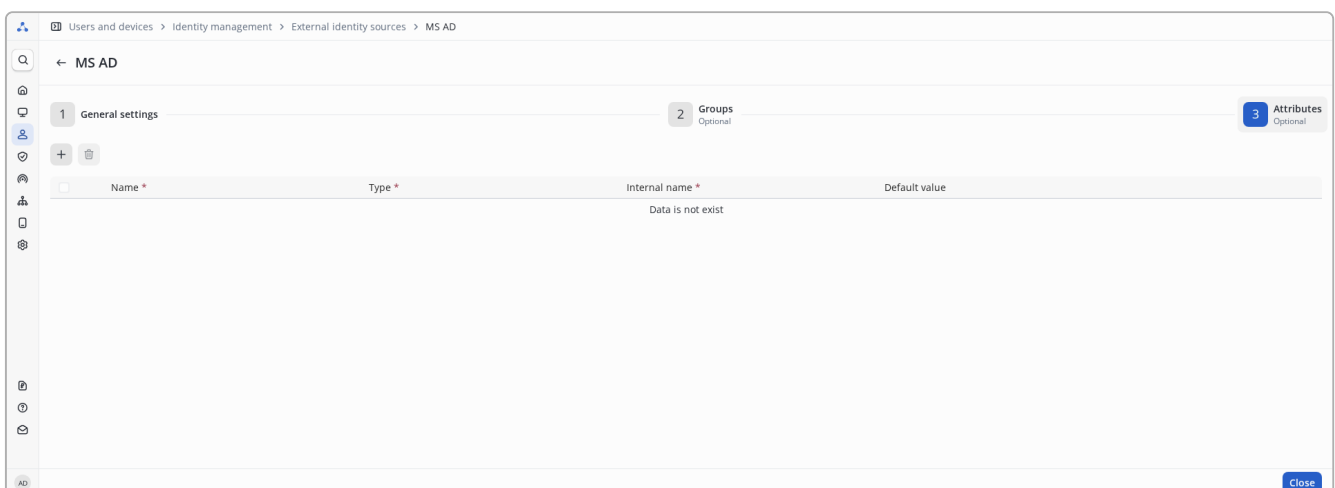 Users and devices > Identity management > External identity sources > MS AD
← MS AD
1 General settings
2 Groups
Optional
3 Attributes
Optional
Name * Type * Internal name * Default value
Data is not exist
AD
Close